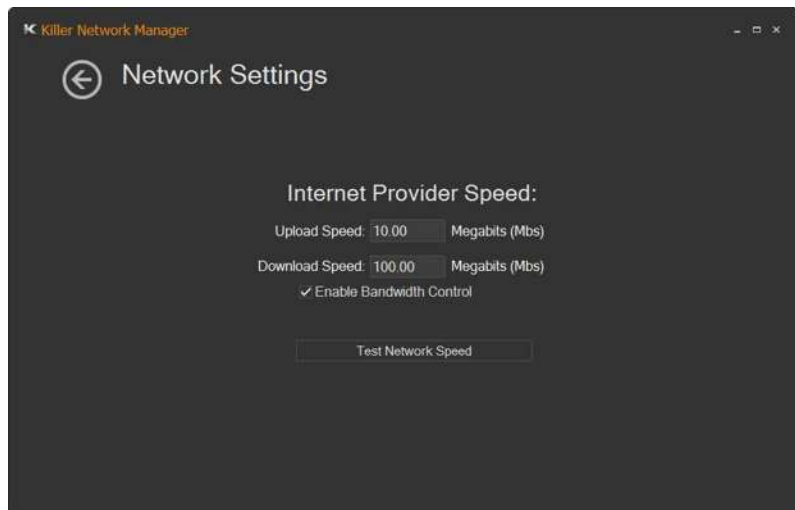 Killer Network Manager
Network Settings
Internet Provider Speed:
Upload Speed: 10.00 Megabits (Mbs)
Download Speed: 100.00 Megabits (Mbs)
Enable Bandwidth Control
Test Network Speed